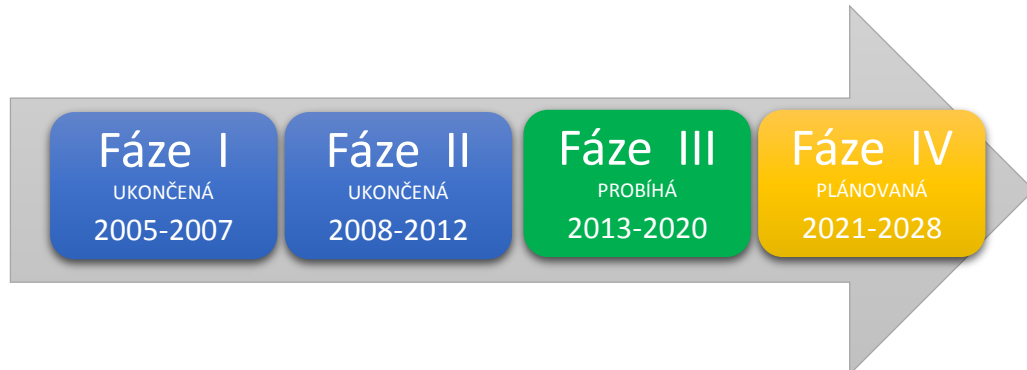 Fáze I
UKONČENÁ
2005-2007
Fáze II
UKONČENÁ
2008-2012
Fáze III
PROBÍHÁ
2013-2020
Fáze IV
PLÁNOVANÁ
2021-2028